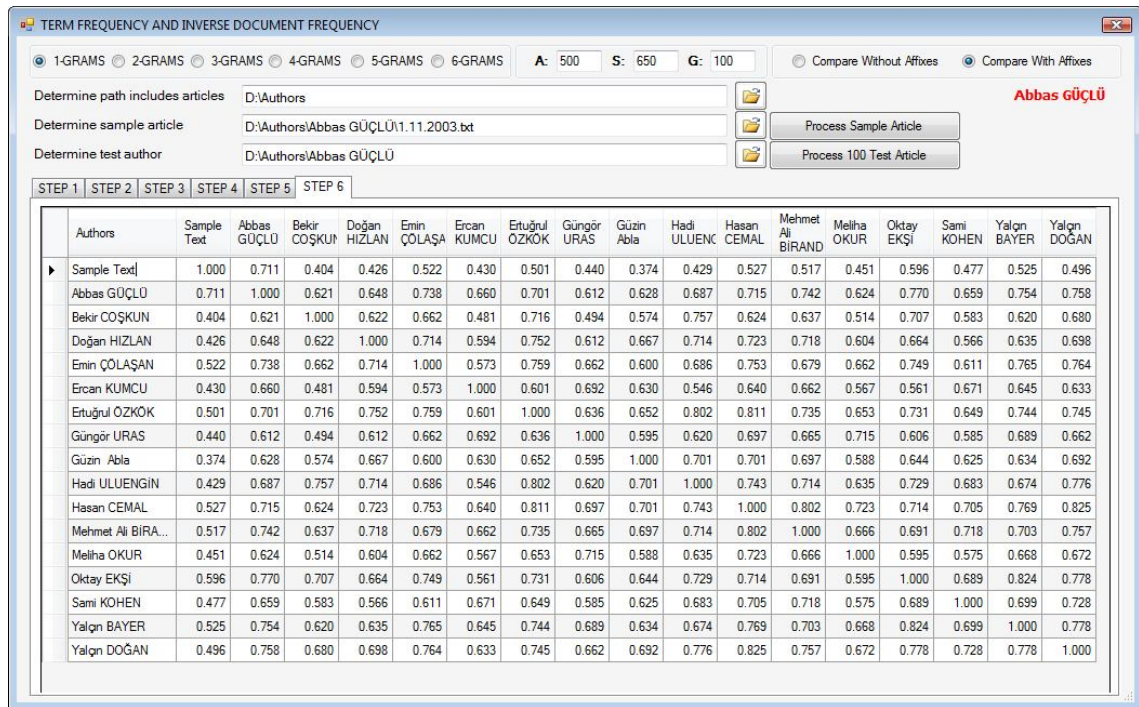 TERM FREQUENCY AND INVERSE DOCUMENT FREQUENCY
1-GRAMS 2-GRAMS 3-GRAMS 4-GRAMS 5-GRAMS 6-GRAMS A: 500 S: 650 G: 100 Compare Without Affixes Compare With Affixes
Determine path includes articles D:\Authors Abbas GÜÇLÜ
Determine sample article D:\Authors\Abbas GÜÇLÜ\1.11.2003.txt Process Sample Article
Determine test author D:\Authors\Abbas GÜÇLÜ Process 100 Test Article
STEP 1 STEP 2 STEP 3 STEP 4 STEP 5 STEP 6
Authors Sample Text Abbas GÜÇLÜ Bekir COŞKUN Doğan HIZLAN Emin ÇÖLAŞA Ercan KUMCU Ertuğrul ÖZKÖK Güngör URAS Güzin Abla Hadi ULUENG Hasan CEMAL Mehmet Ali BİRAND Meliha OKUR Oktay EKŞİ Sami KOHEN Yalçın BAYER Yalçın DOĞAN
Sample Text 1.000 0.711 0.404 0.426 0.522 0.430 0.501 0.440 0.374 0.429 0.527 0.517 0.451 0.596 0.477 0.525 0.496
Abbas GÜÇLÜ 0.711 1.000 0.621 0.648 0.738 0.660 0.701 0.612 0.628 0.687 0.715 0.742 0.624 0.770 0.659 0.754 0.758
Bekir COŞKUN 0.404 0.621 1.000 0.622 0.662 0.481 0.716 0.494 0.574 0.757 0.624 0.637 0.514 0.707 0.583 0.620 0.680
Doğan HIZLAN 0.426 0.648 0.622 1.000 0.714 0.594 0.752 0.612 0.667 0.714 0.723 0.718 0.604 0.664 0.566 0.635 0.698
Emin ÇÖLAŞAN 0.522 0.738 0.662 0.714 1.000 0.573 0.759 0.662 0.600 0.686 0.753 0.679 0.662 0.749 0.611 0.765 0.764
Ercan KUMCU 0.430 0.660 0.481 0.594 0.573 1.000 0.601 0.692 0.630 0.546 0.640 0.662 0.567 0.561 0.671 0.645 0.633
Ertuğrul ÖZKÖK 0.501 0.701 0.716 0.752 0.759 0.601 1.000 0.636 0.652 0.802 0.811 0.735 0.653 0.731 0.649 0.744 0.745
Güngör URAS 0.440 0.612 0.494 0.612 0.662 0.692 0.636 1.000 0.595 0.620 0.697 0.665 0.715 0.606 0.585 0.689 0.662
Güzin Abla 0.374 0.628 0.574 0.667 0.600 0.630 0.652 0.595 1.000 0.701 0.701 0.697 0.588 0.644 0.625 0.634 0.692
Hadi ULUENGİN 0.429 0.687 0.757 0.714 0.686 0.546 0.802 0.620 0.701 1.000 0.743 0.714 0.635 0.729 0.683 0.674 0.776
Hasan CEMAL 0.527 0.715 0.624 0.723 0.753 0.640 0.811 0.697 0.701 0.743 1.000 0.802 0.723 0.714 0.705 0.769 0.825
Mehmet Ali BİRA... 0.517 0.742 0.637 0.718 0.679 0.662 0.735 0.665 0.697 0.714 0.802 1.000 0.666 0.691 0.718 0.703 0.757
Meliha OKUR 0.451 0.624 0.514 0.604 0.662 0.567 0.653 0.715 0.588 0.635 0.723 0.666 1.000 0.595 0.575 0.668 0.672
Oktay EKŞİ 0.596 0.770 0.707 0.664 0.749 0.561 0.731 0.606 0.644 0.729 0.714 0.691 0.595 1.000 0.689 0.824 0.778
Sami KOHEN 0.477 0.659 0.583 0.566 0.611 0.671 0.649 0.585 0.625 0.683 0.705 0.718 0.575 0.689 1.000 0.699 0.728
Yalçın BAYER 0.525 0.754 0.620 0.635 0.765 0.645 0.744 0.689 0.634 0.674 0.769 0.703 0.668 0.824 0.699 1.000 0.778
Yalçın DOĞAN 0.496 0.758 0.680 0.698 0.764 0.633 0.745 0.662 0.692 0.776 0.825 0.757 0.672 0.778 0.728 0.778 1.000